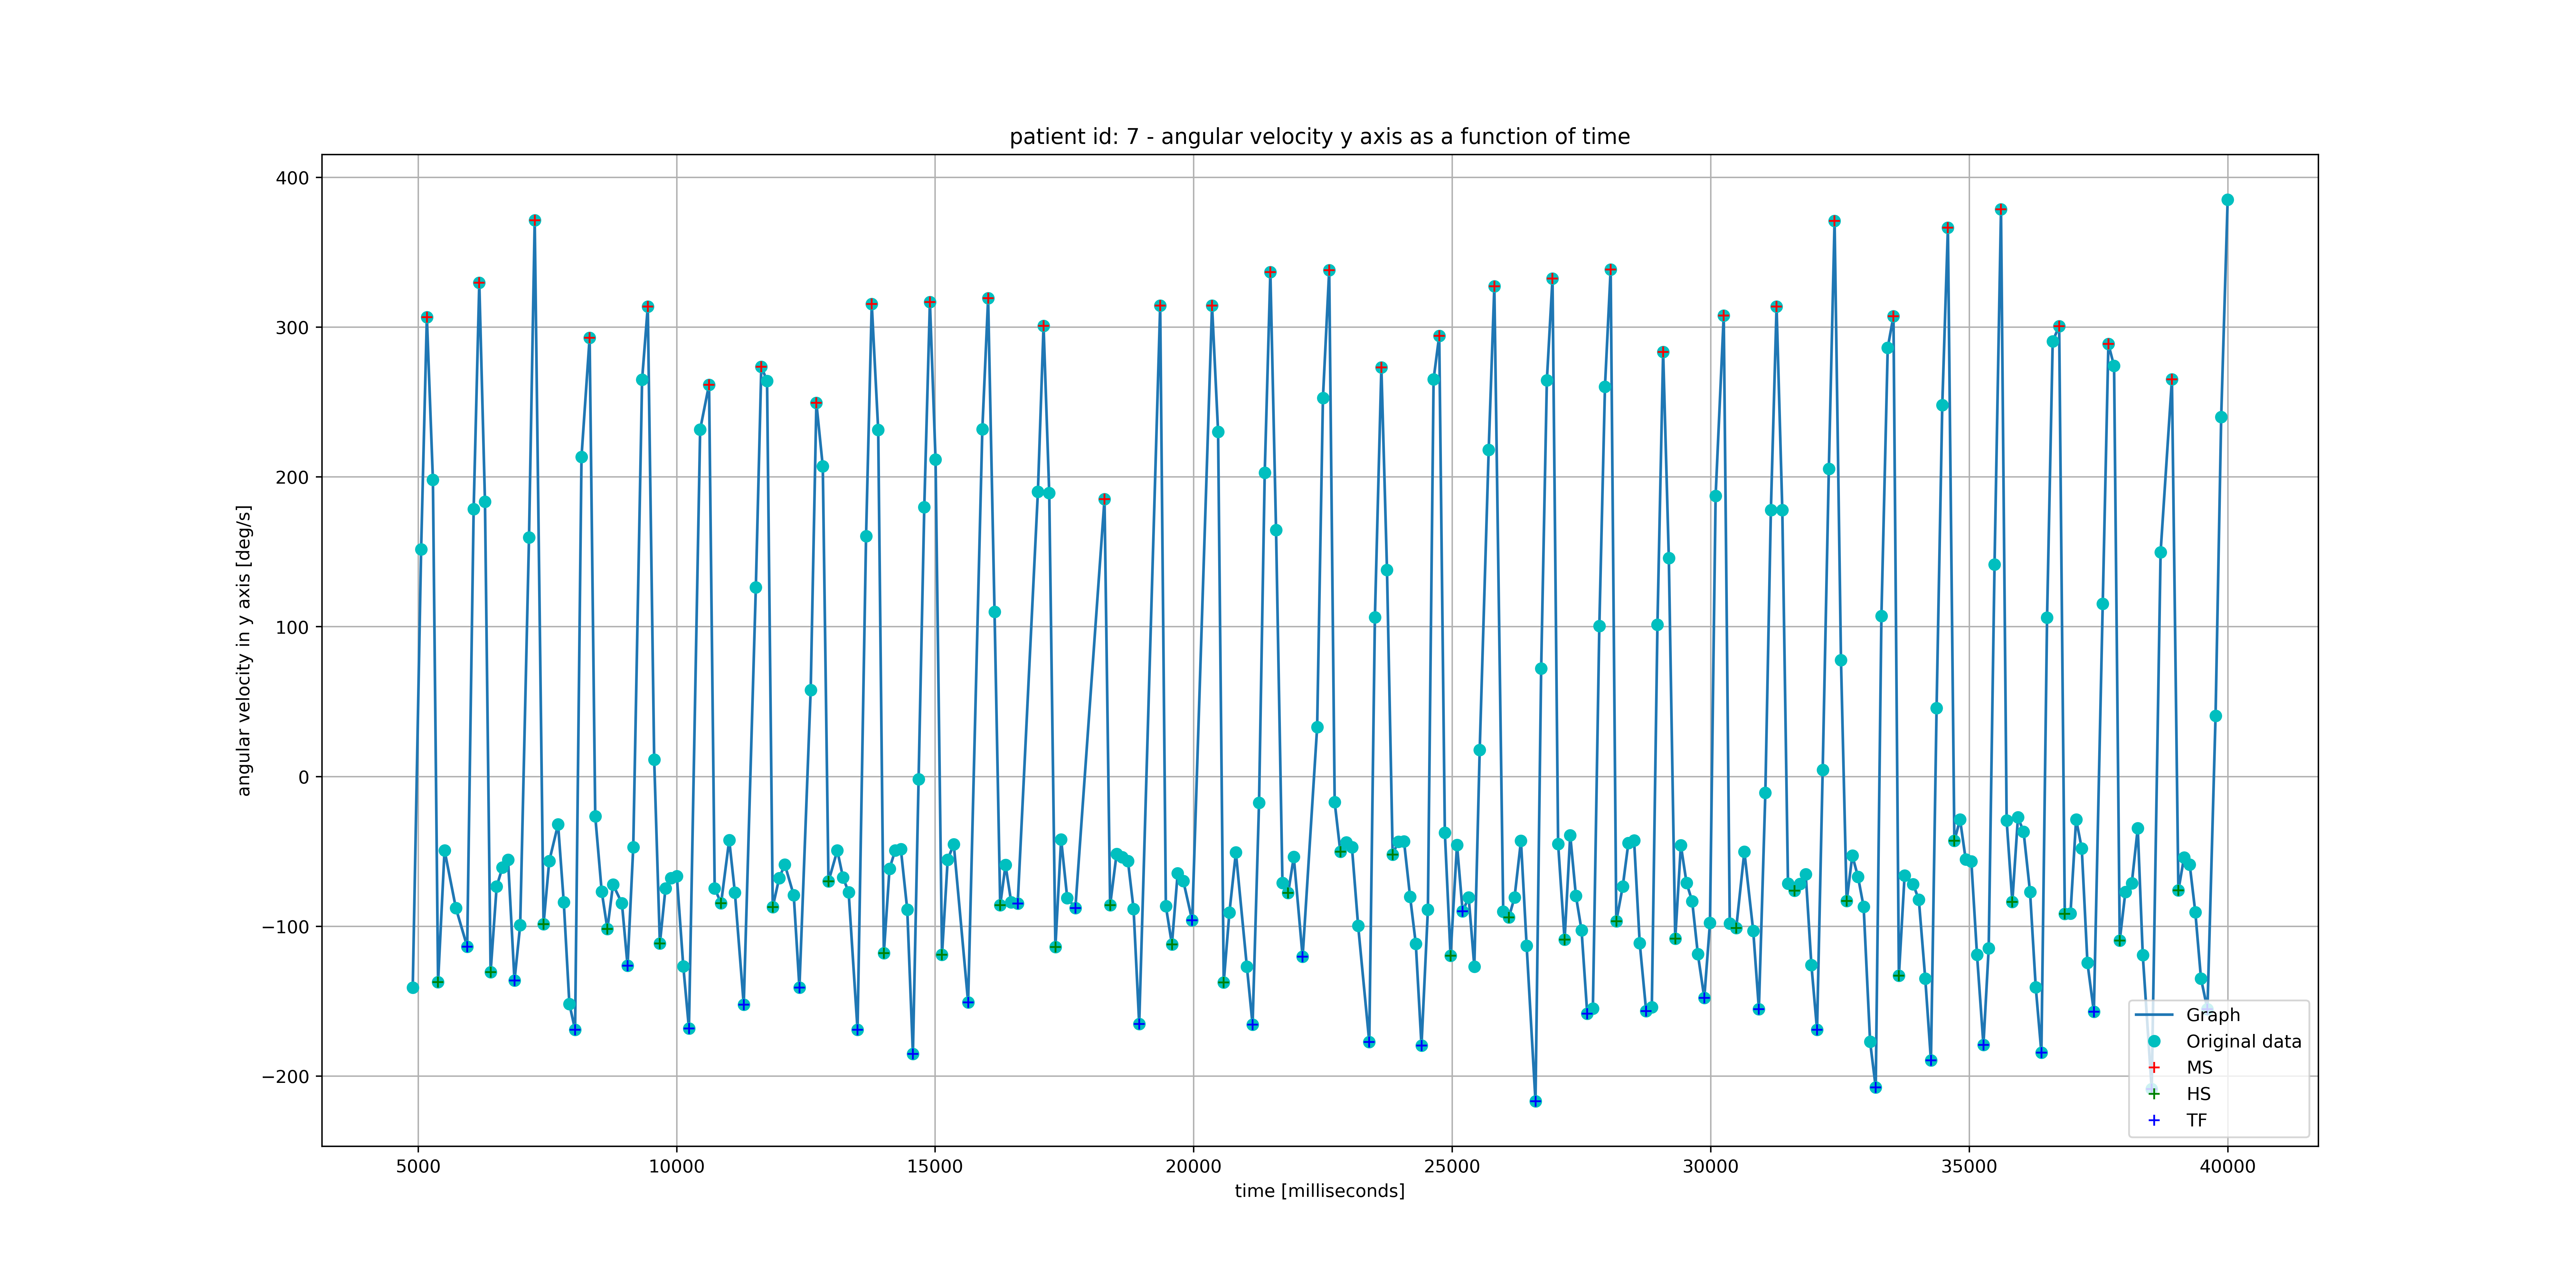 patient id: 7 - angular velocity y axis as a function of time
angular velocity in y axis [deg/s]
400
300
200
100
0
−100
−200
5000
10000
15000
20000
25000
30000
35000
40000
time [milliseconds]
Graph
Original data
MS
HS
TF